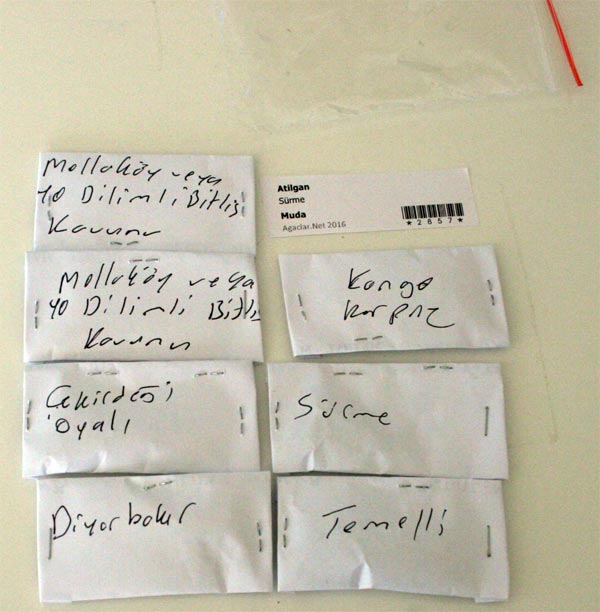 Mollaköy veya
40 Dilimli Bitlis
Kavunu
Atilgan
Sürme
Muda
Agaclar.Net 2016
*2857*
Mollaköy veya
40 Dilimli Bitlis
Kavunu
Kongo
Karpuz
Çekirdeği
oyalı
Sürme
Diyarbakır
Temelli